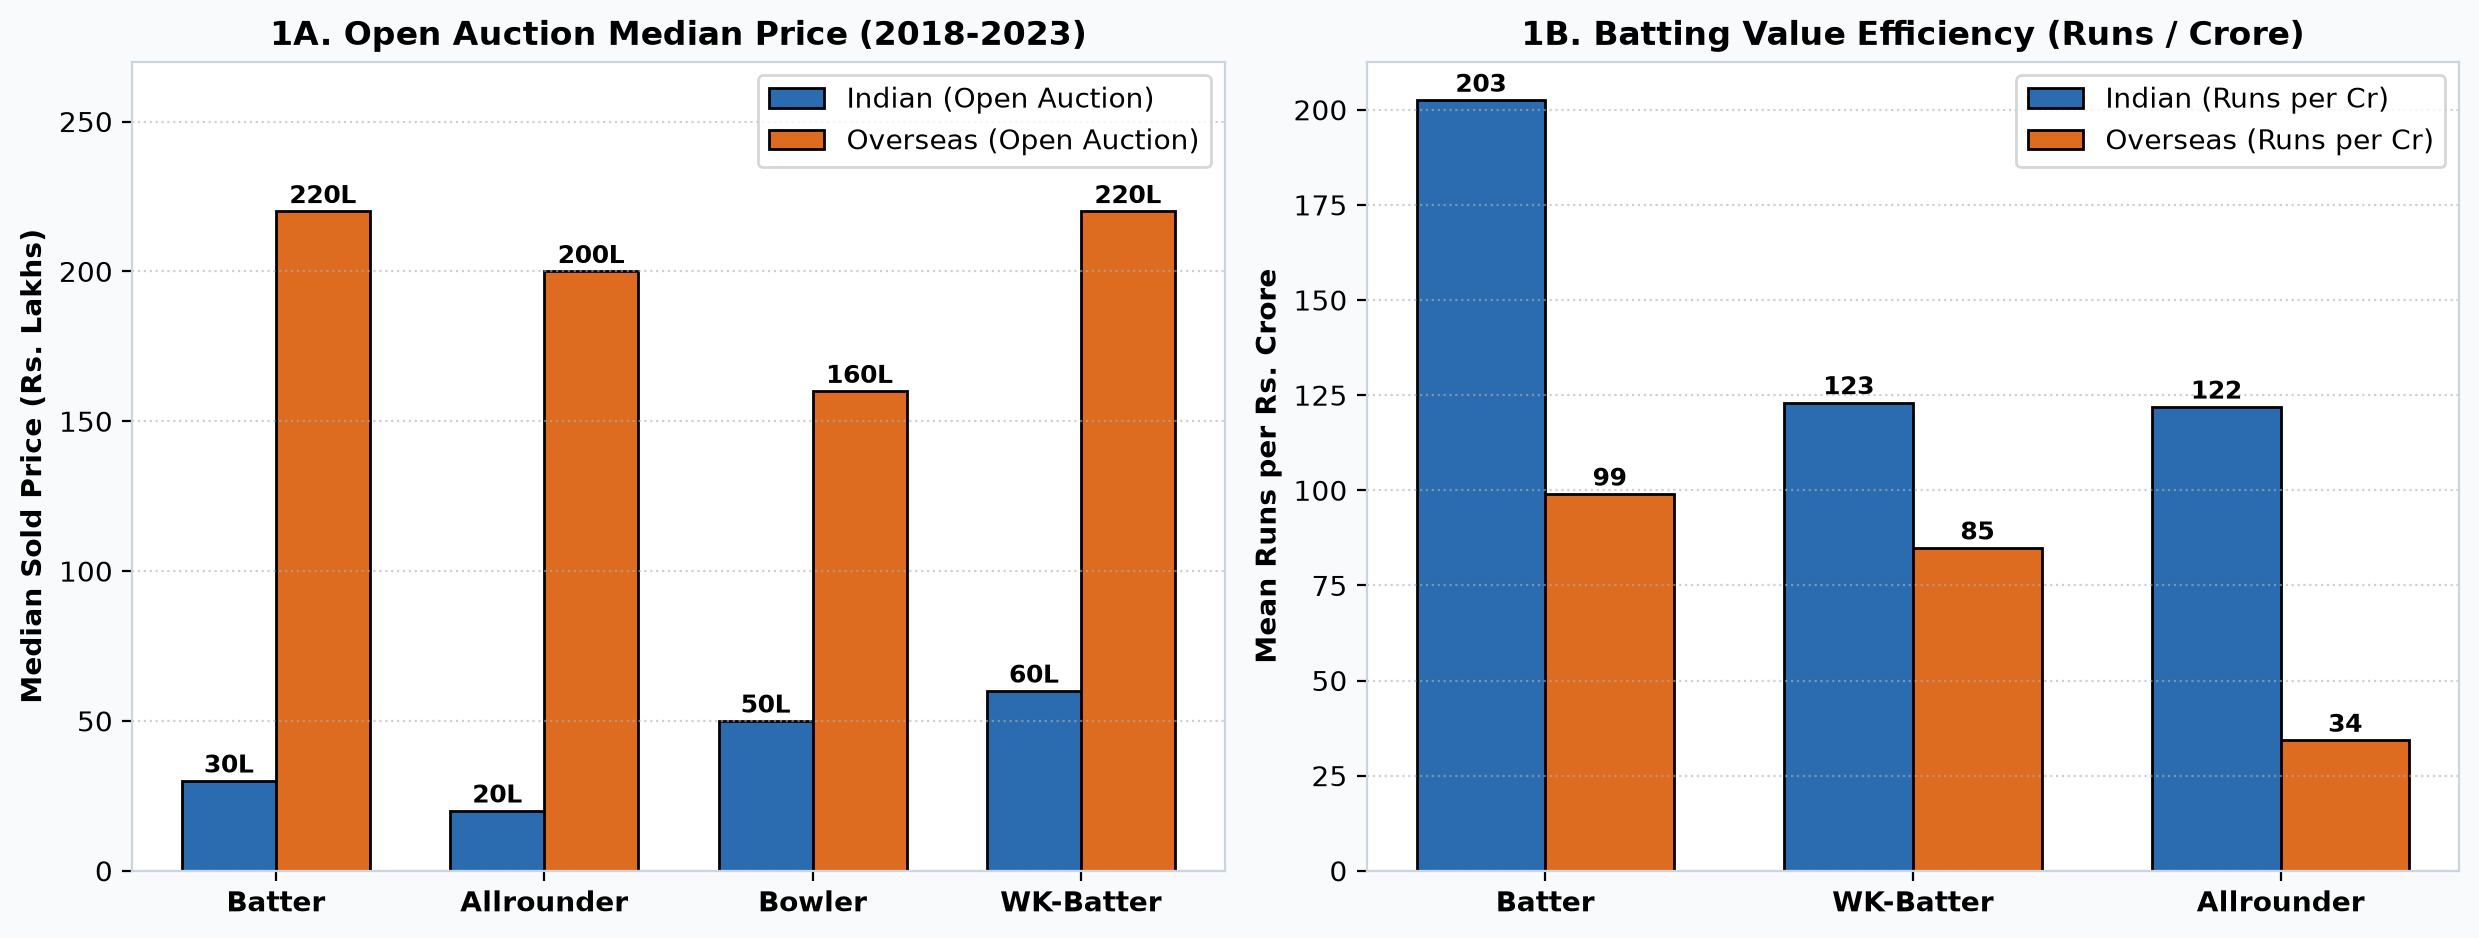 1A. Open Auction Median Price (2018-2023)
Median Sold Price (Rs. Lakhs)
250
200
150
100
50
0
Indian (Open Auction)
Overseas (Open Auction)
30L
220L
20L
200L
50L
160L
60L
220L
Batter
Allrounder
Bowler
WK-Batter
1B. Batting Value Efficiency (Runs / Crore)
Mean Runs per Rs. Crore
200
175
150
125
100
75
50
25
0
Indian (Runs per Cr)
Overseas (Runs per Cr)
203
99
123
85
122
34
Batter
WK-Batter
Allrounder